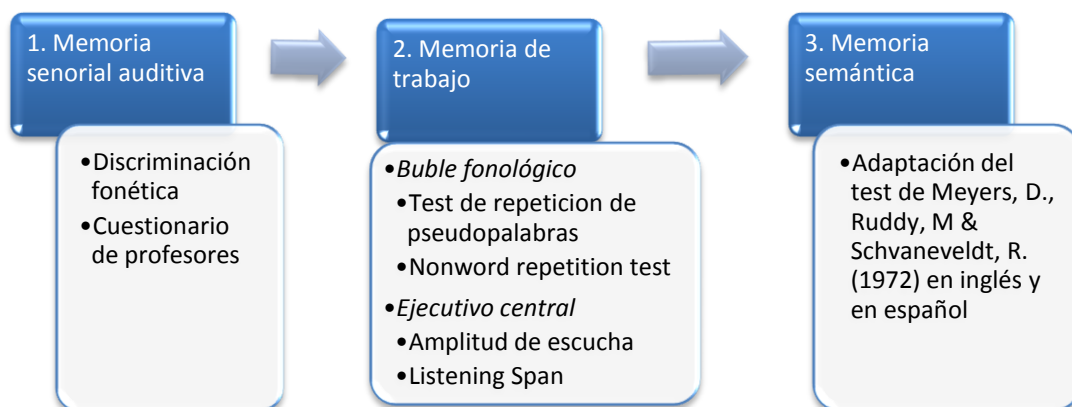 1. Memoria
senorial auditiva
•Discriminación
fonética
•Cuestionario
de profesores
2. Memoria de
trabajo
•Buble fonológico
•Test de repeticion de
pseudopalabras
•Nonword repetition test
•Ejecutivo central
•Amplitud de escucha
•Listening Span
3. Memoria
semántica
•Adaptación del
test de Meyers, D.,
Ruddy, M &
Schvaneveldt, R.
(1972) en inglés y
en español